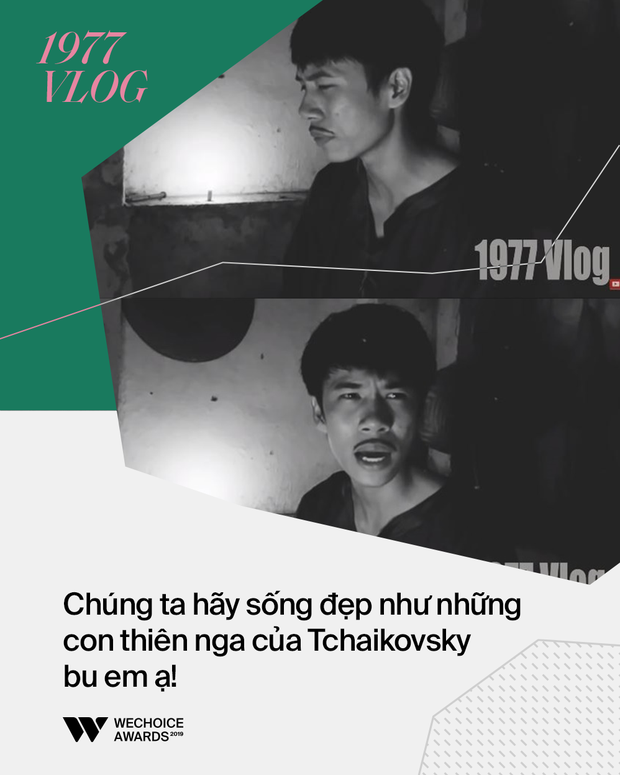 1977
VLOG
1977 Vlog
Vlog
Chúng ta hãy sống đẹp như những
con thiên nga của Tchaikovsky
bu em ạ!
WECHOICE
AWARDS 2019